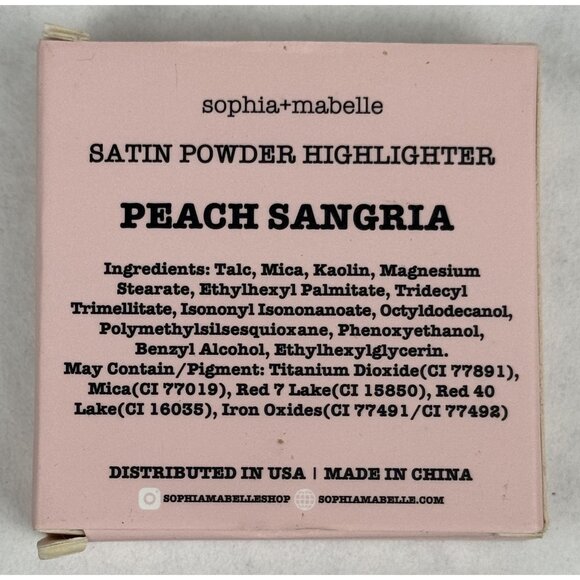 sophia+mabelle
SATIN POWDER HIGHLIGHTER
PEACH SANGRIA
Ingredients: Talc, Mica, Kaolin, Magnesium
Stearate, Ethylhexyl Palmitate, Tridecyl
Trimellitate, Isononyl Isononanoate, Octyldodecanol,
Polymethylsilsesquioxane, Phenoxyethanol,
Benzyl Alcohol, Ethylhexylglycerin.
May Contain/Pigment: Titanium Dioxide(CI 77891),
Mica(CI 77019), Red 7 Lake(CI 15850), Red 40
Lake(CI 16035), Iron Oxides(CI 77491/CI 77492)
DISTRIBUTED IN USA | MADE IN CHINA
SOPHIAMABELLESHOP SOPHIAMABELLE.COM